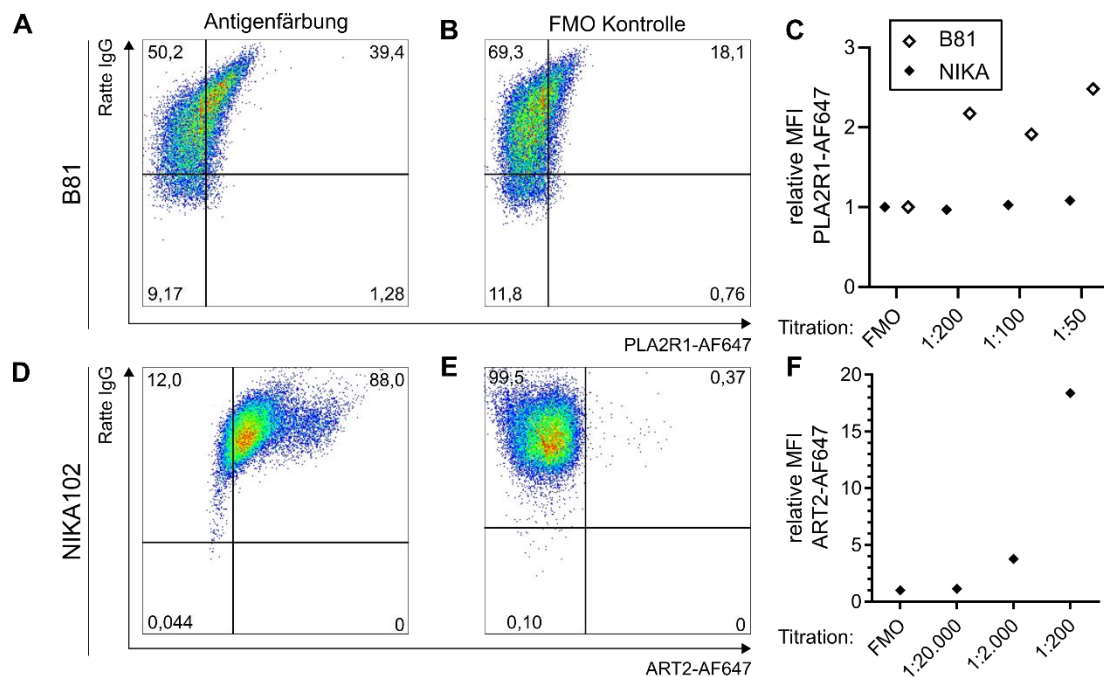 A
Antigenfärbung
B
FMO Kontrolle
C
B81
Ratte IgG
50,2
39,4
9,17
1,28
69,3
18,1
11,8
0,76
PLA2R1-AF647
relative MFI
PLA2R1-AF647
3
2
1
0
B81
NIKA
Titration:
FMO
1:200
1:100
1:50
D
E
F
NIKA102
Ratte IgG
12,0
88,0
0,044
0
99,5
0,37
0,10
0
ART2-AF647
relative MFI
ART2-AF647
20
15
10
5
0
Titration:
FMO
1:20.000
1:2.000
1:200